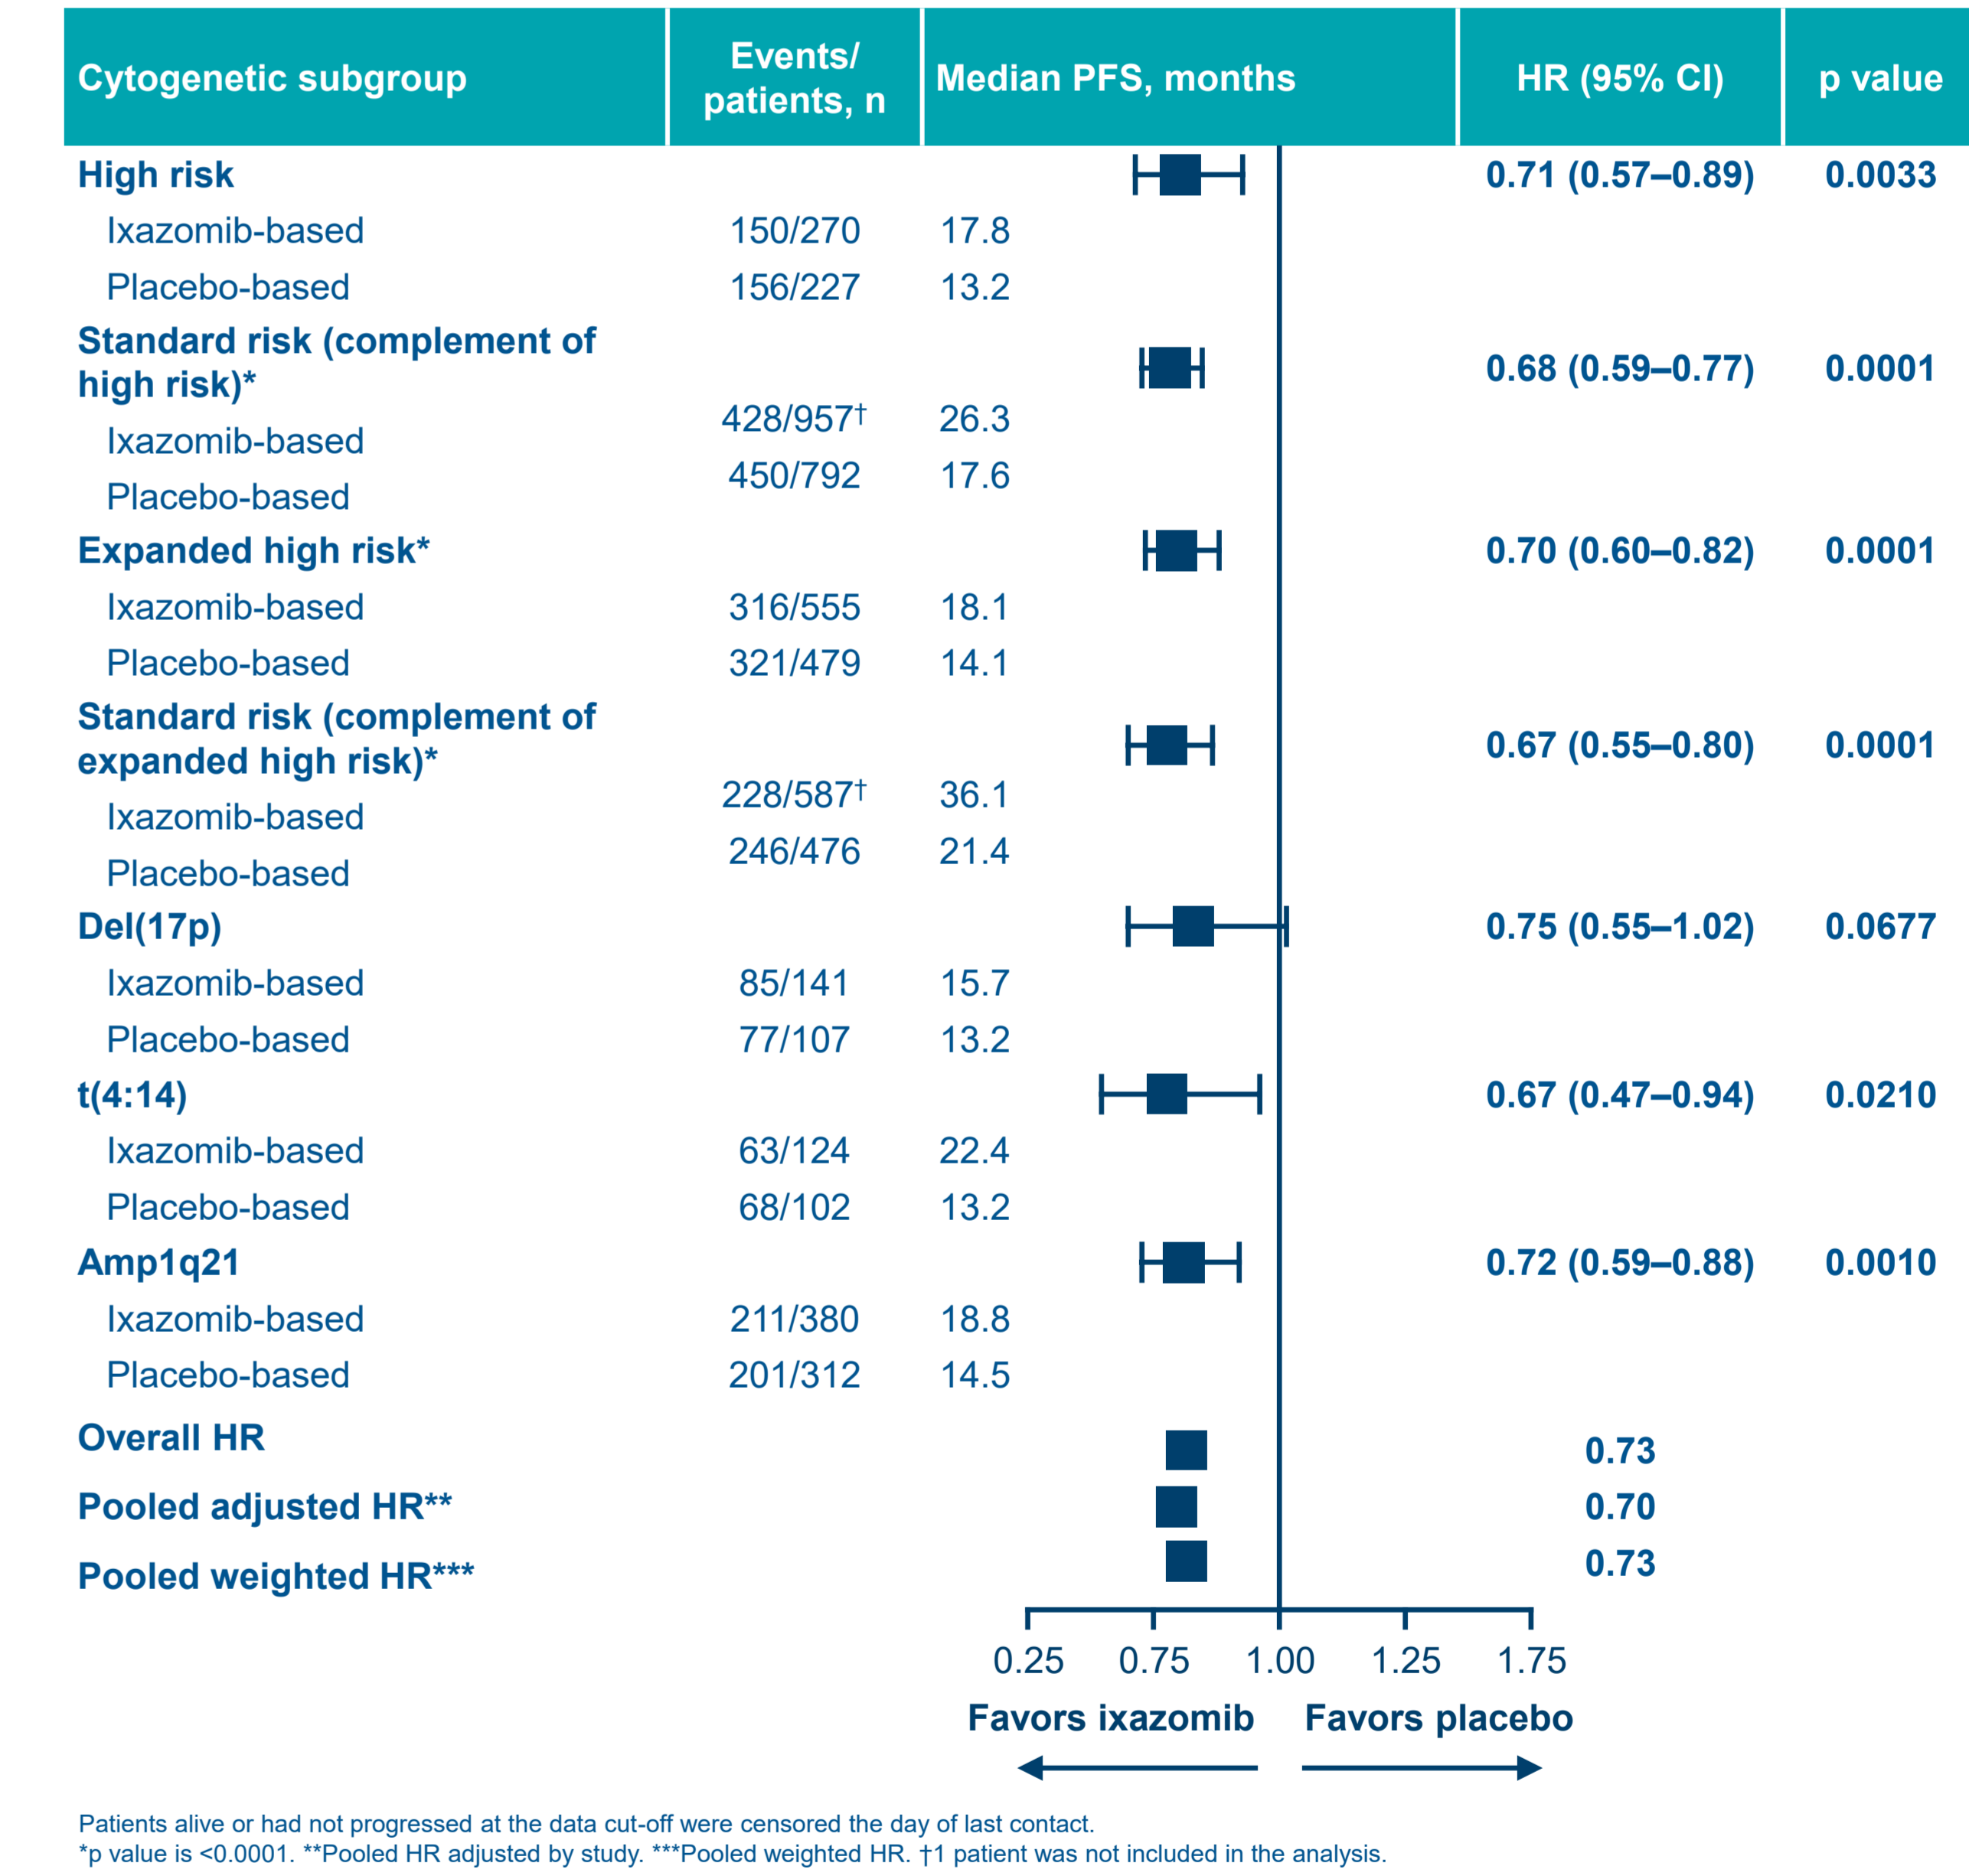 Cytogenetic subgroup
Events/
patients, n
Median PFS, months
HR (95% CI)
p value
High risk
0.71 (0.57–0.89)
0.0033
Ixazomib-based
150/270
17.8
Placebo-based
156/227
13.2
Standard risk (complement of
high risk)*
0.68 (0.59–0.77)
0.0001
Ixazomib-based
428/957†
26.3
Placebo-based
450/792
17.6
Expanded high risk*
0.70 (0.60–0.82)
0.0001
Ixazomib-based
316/555
18.1
Placebo-based
321/479
14.1
Standard risk (complement of
expanded high risk)*
0.67 (0.55–0.80)
0.0001
Ixazomib-based
228/587†
36.1
Placebo-based
246/476
21.4
Del(17p)
0.75 (0.55–1.02)
0.0677
Ixazomib-based
85/141
15.7
Placebo-based
77/107
13.2
t(4:14)
0.67 (0.47–0.94)
0.0210
Ixazomib-based
63/124
22.4
Placebo-based
68/102
13.2
Amp1q21
0.72 (0.59–0.88)
0.0010
Ixazomib-based
211/380
18.8
Placebo-based
201/312
14.5
Overall HR
0.73
Pooled adjusted HR**
0.70
Pooled weighted HR***
0.73
0.25
0.75
1.00
1.25
1.75
Favors ixazomib
Favors placebo
Patients alive or had not progressed at the data cut-off were censored the day of last contact.
*p value is <0.0001. **Pooled HR adjusted by study. ***Pooled weighted HR. †1 patient was not included in the analysis.